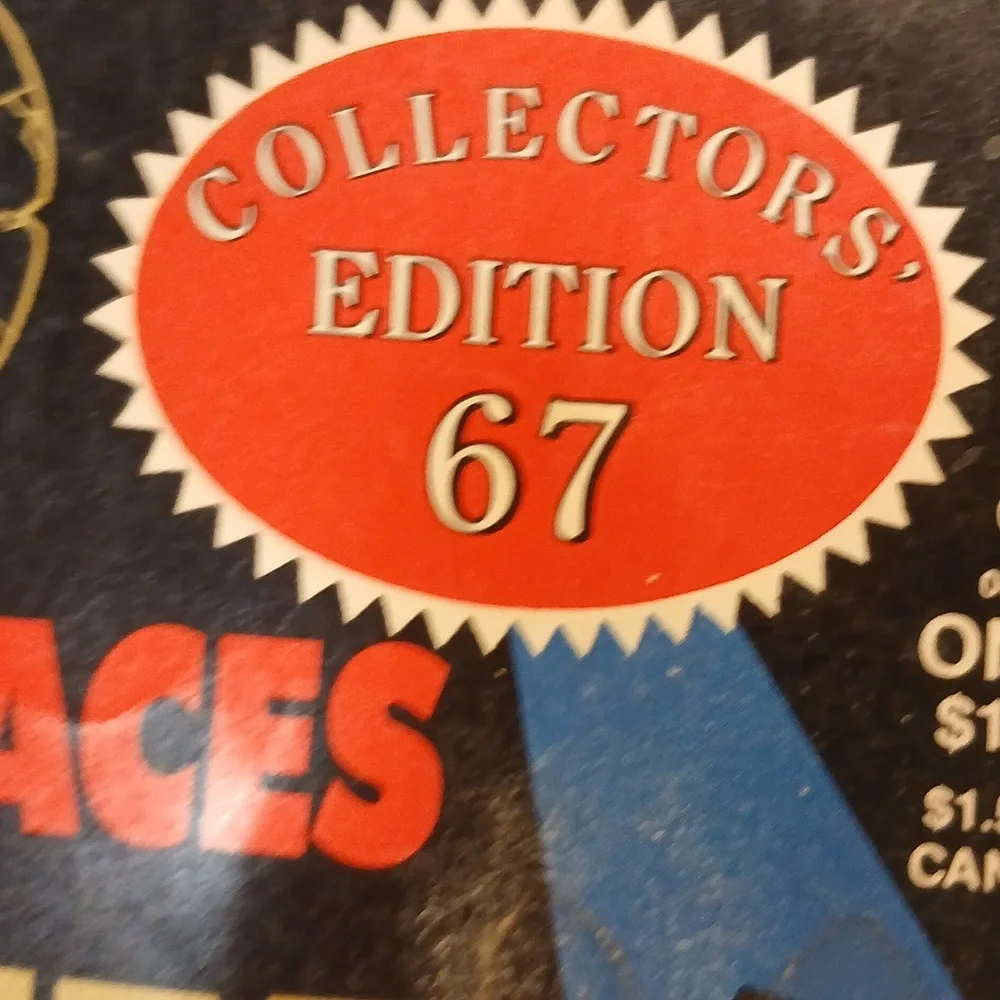 COLLECTORS'
EDITION
67
ACES
$1
$1.
CAN